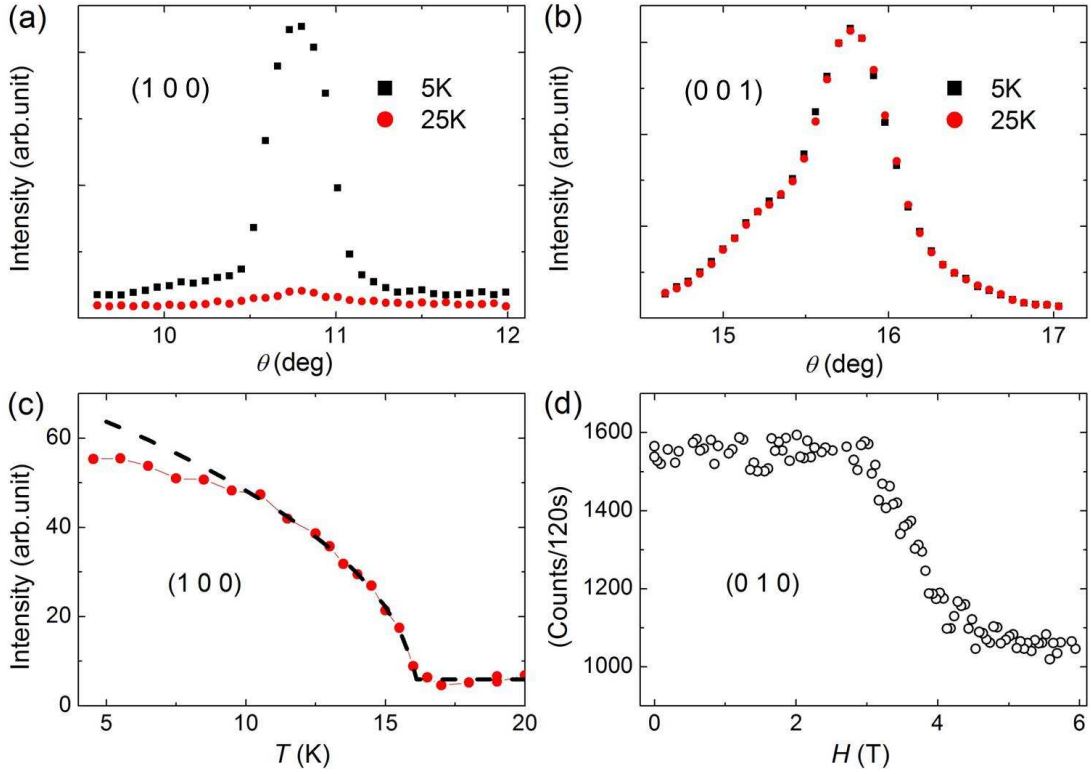 (a)
(1 0 0)
5K
25K
Intensity (arb.unit)
10
11
12
θ (deg)
(b)
(0 0 1)
5K
25K
Intensity (arb.unit)
15
16
17
θ (deg)
(c)
60
40
20
0
Intensity (arb.unit)
(1 0 0)
5
10
15
20
T (K)
(d)
1600
1400
1200
1000
(Counts/120s)
(0 1 0)
0
2
4
6
H (T)